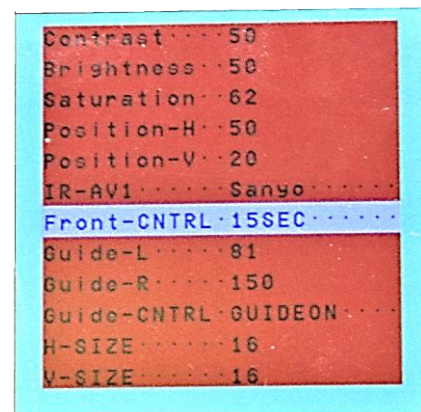 Contrast····50
Brightness··50
Saturation··62
Position-H··50
Position-V··20
IR-AV1······Sanyo·····
Front-CNTRL·15SEC······
Guide-L·····81
Guide-R·····150
Guide-CNTRL·GUIDEON····
H-SIZE······16
V-SIZE······16